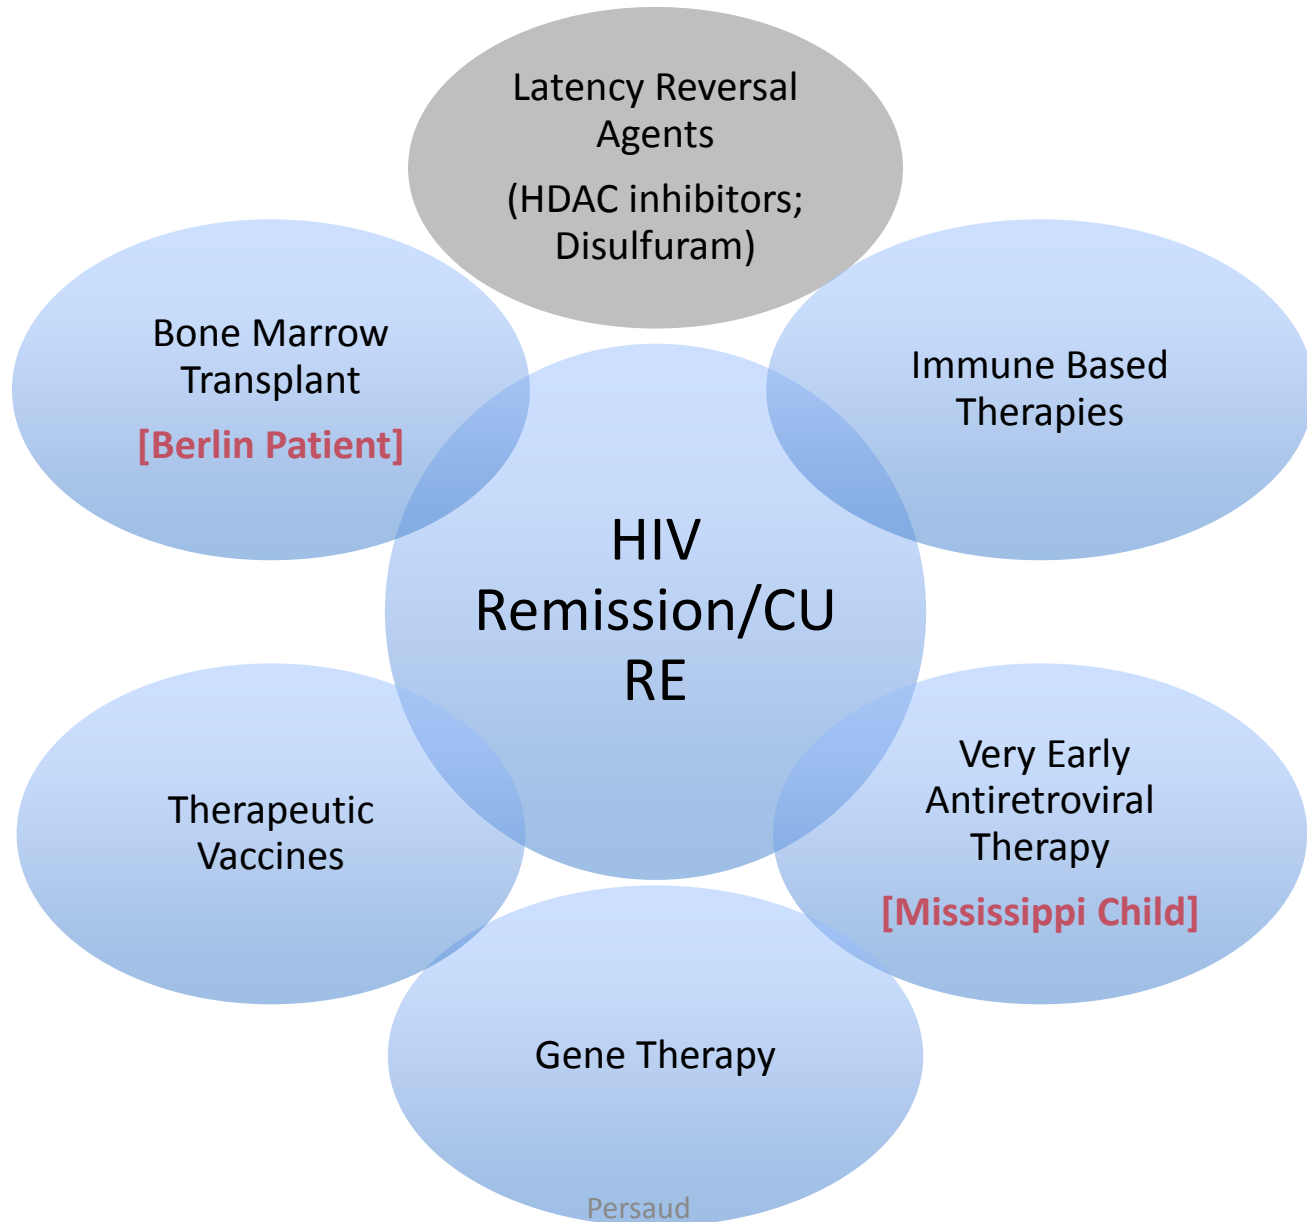 Latency Reversal
Agents
(HDAC inhibitors;
Disulfuram)
Bone Marrow
Transplant
[Berlin Patient]
Immune Based
Therapies
HIV
Remission/CU
RE
Therapeutic
Vaccines
Very Early
Antiretroviral
Therapy
[Mississippi Child]
Gene Therapy
Persaud